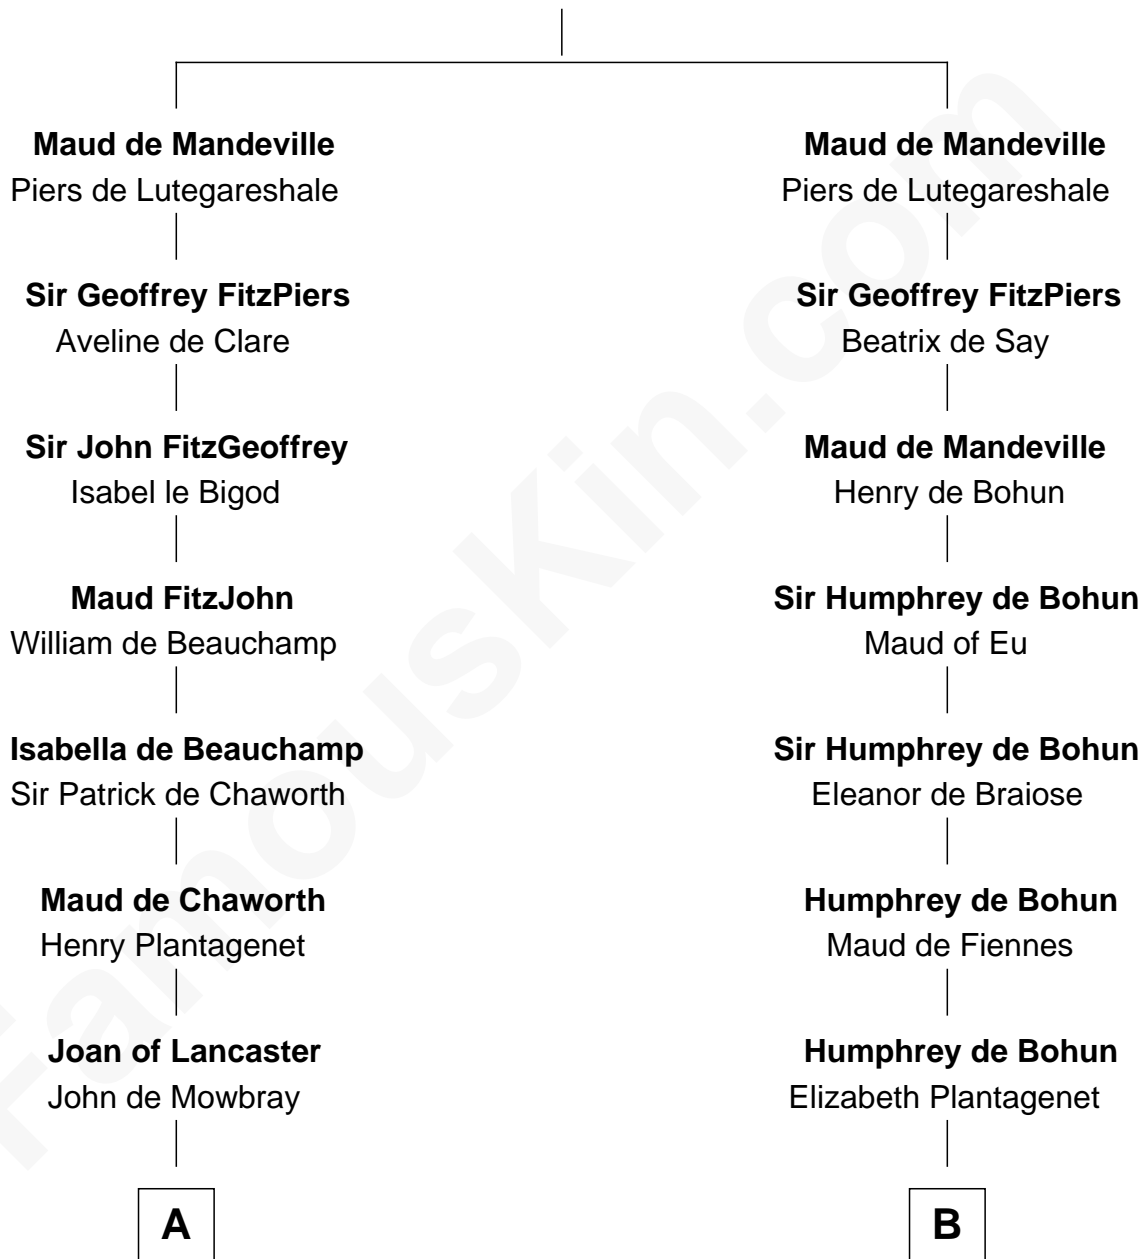 Maud de Mandeville
Piers de Lutegareshale
Sir Geoffrey FitzPiers
Aveline de Clare
Sir John FitzGeoffrey
Isabel le Bigod
Maud FitzJohn
William de Beauchamp
Isabella de Beauchamp
Sir Patrick de Chaworth
Maud de Chaworth
Henry Plantagenet
Joan of Lancaster
John de Mowbray
A
Maud de Mandeville
Piers de Lutegareshale
Sir Geoffrey FitzPiers
Beatrix de Say
Maud de Mandeville
Henry de Bohun
Sir Humphrey de Bohun
Maud of Eu
Sir Humphrey de Bohun
Eleanor de Braiose
Humphrey de Bohun
Maud de Fiennes
Humphrey de Bohun
Elizabeth Plantagenet
B
FamousKin.com